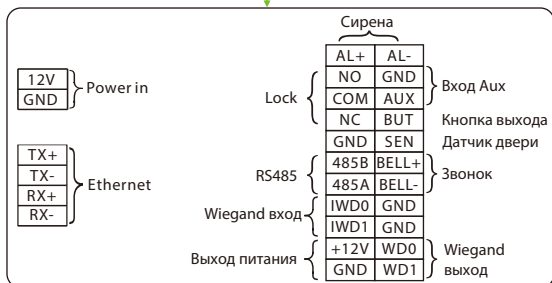 Сирена
AL+ AL-
12V
GND
Power in
TX+
TX-
RX+
RX-
Ethernet
Lock
NO GND
COM AUX
Вход Aux
NC BUT
Кнопка выхода
GND SEN
Датчик двери
RS485
485B BELL+
485A BELL-
Звонок
Wiegand вход
IWD0 GND
IWD1 GND
Выход питания
+12V WD0
GND WD1
Wiegand
выход